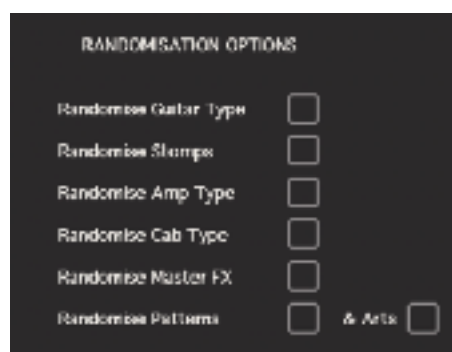 RANDOMISATION OPTIONS
Randomise Guitar Type
Randomise Stomps
Randomise Amp Type
Randomise Cab Type
Randomise Master FX
Randomise Patterns & Arts